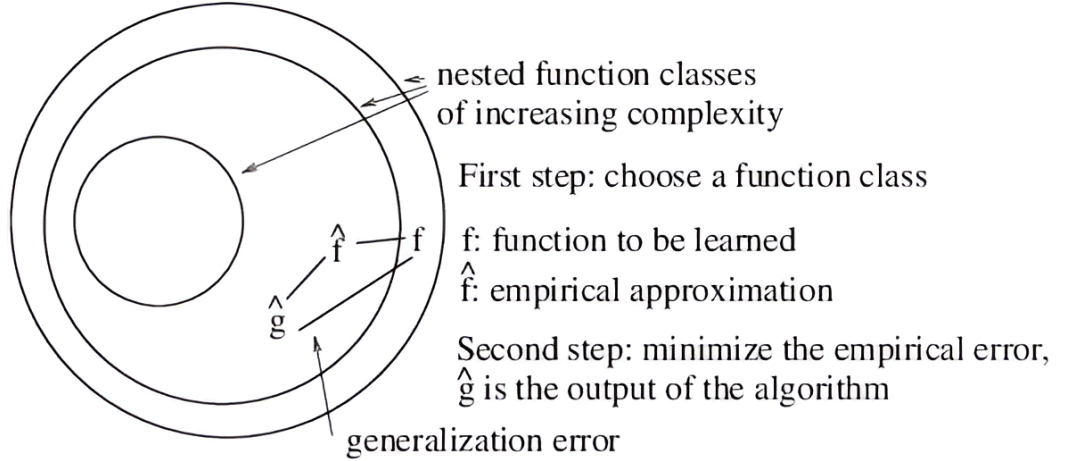 nested function classes
of increasing complexity
First step: choose a function class
f̂
f
f: function to be learned
f̂: empirical approximation
ĝ
Second step: minimize the empirical error,
ĝ is the output of the algorithm
generalization error